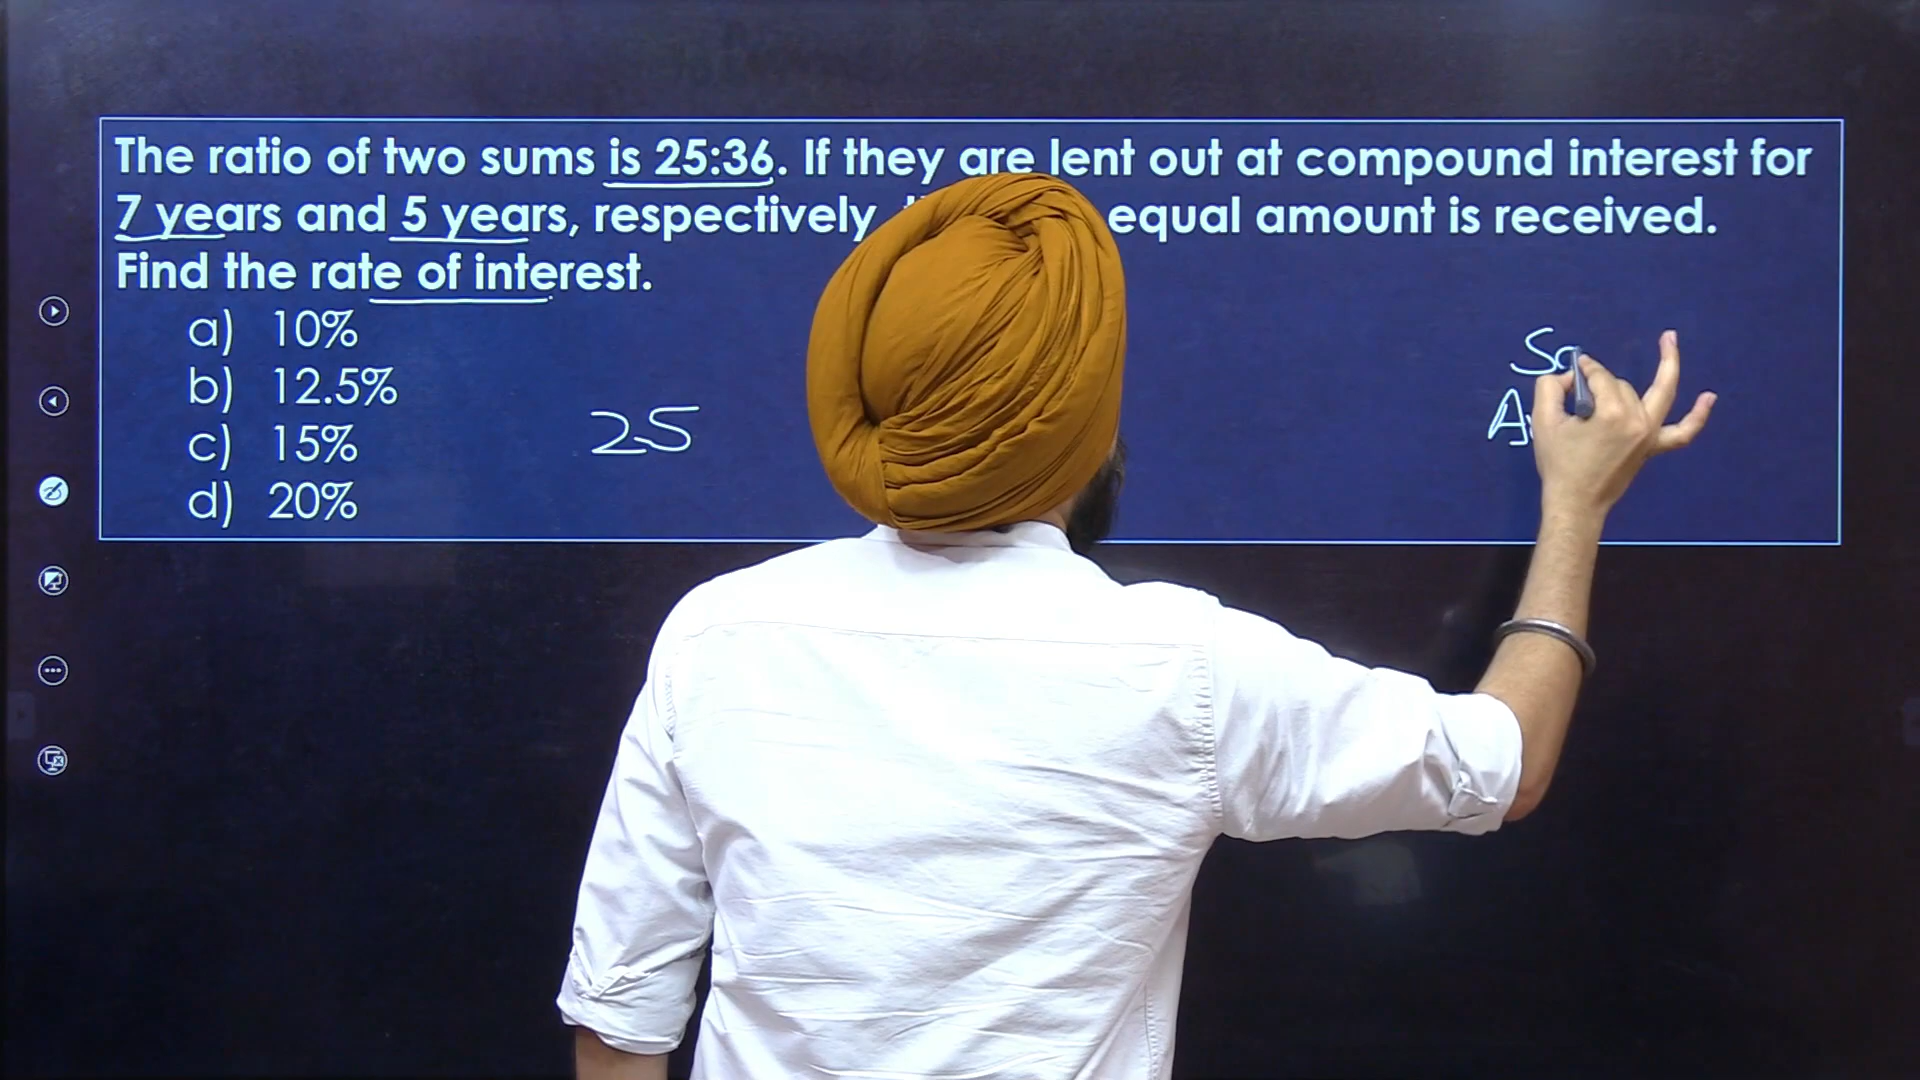 The ratio of two sums is 25:36. If they are lent out at compound interest for
7 years and 5 years, respectively, equal amount is received.
Find the rate of interest.
a) 10%
b) 12.5%
c) 15%
d) 20%
25